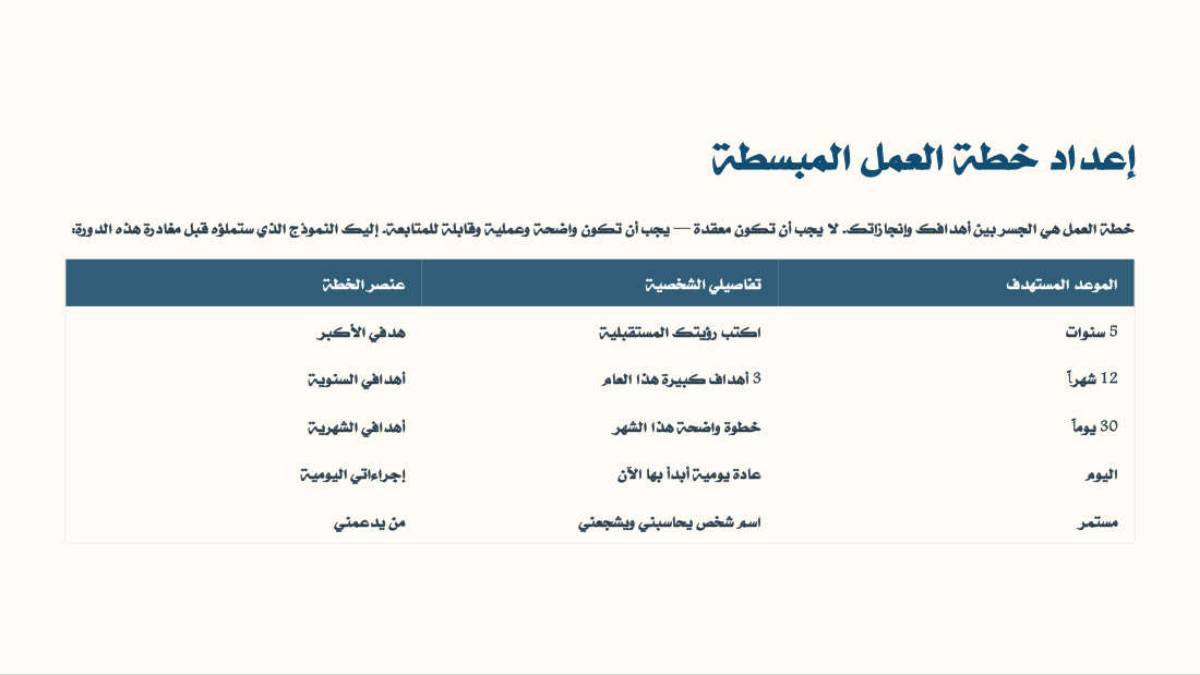 إعداد خطة العمل المبسطة
خطة العمل هي الجسر بين أهدافك وإنجازاتك. لا يجب أن تكون معقدة — يجب أن تكون واضحة وعملية وقابلة للمتابعة. إليك النموذج الذي ستملؤه قبل مغادرة هذه الدورة:
الموعد المستهدف تفاصيلي الشخصية عنصر الخطة
5 سنوات اكتب رؤيتك المستقبلية هدفي الأكبر
12 شهراً 3 أهداف كبيرة هذا العام أهدافي السنوية
30 يوماً خطوة واضحة هذا الشهر أهدافي الشهرية
اليوم عادة يومية أبدأ بها الآن إجراءاتي اليومية
مستمر اسم شخص يحاسبني ويشجعني من يدعمني